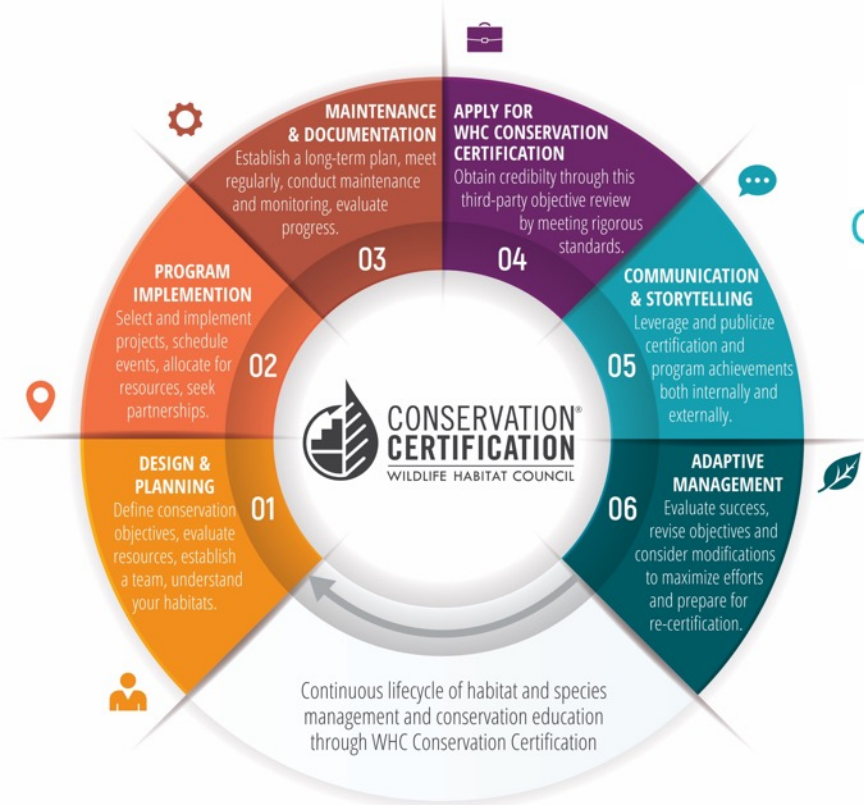 MAINTENANCE
& DOCUMENTATION
Establish a long-term plan, meet
regularly, conduct maintenance
and monitoring, evaluate
progress.
03
APPLY FOR
WHC CONSERVATION
CERTIFICATION
Obtain credibilty through this
third-party objective review
by meeting rigorous
standards.
04
PROGRAM
IMPLEMENTION
Select and implement
projects, schedule
events, allocate for
resources, seek
partnerships.
02
COMMUNICATION
& STORYTELLING
Leverage and publicize
certification and
program achievements
both internally and
externally.
05
CONSERVATION®
CERTIFICATION
WILDLIFE HABITAT COUNCIL
DESIGN &
PLANNING
Define conservation
objectives, evaluate
resources, establish
a team, understand
your habitats.
01
ADAPTIVE
MANAGEMENT
Evaluate success,
revise objectives and
consider modifications
to maximize efforts
and prepare for
re-certification.
06
Continuous lifecycle of habitat and species
management and conservation education
through WHC Conservation Certification